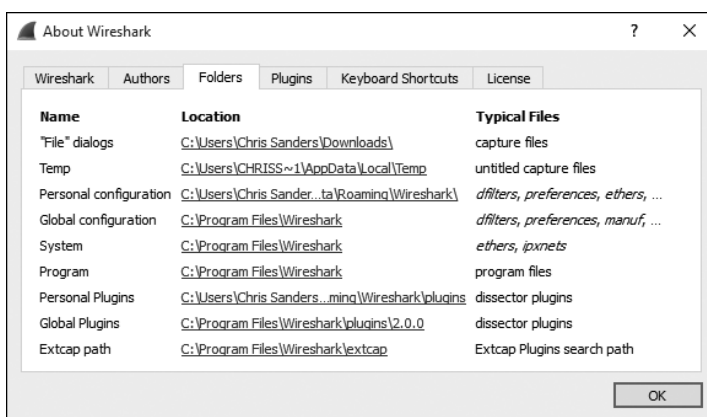 About Wireshark ? ×
Wireshark Authors Folders Plugins Keyboard Shortcuts License
Name Location Typical Files
"File" dialogs C:\Users\Chris Sanders\Downloads\ capture files
Temp C:\Users\CHRISS~1\AppData\Local\Temp untitled capture files
Personal configuration C:\Users\Chris Sander...ta\Roaming\Wireshark\ dfilters, preferences, ethers, ...
Global configuration C:\Program Files\Wireshark dfilters, preferences, manuf, ...
System C:\Program Files\Wireshark ethers, ipxnets
Program C:\Program Files\Wireshark program files
Personal Plugins C:\Users\Chris Sanders...ming\Wireshark\plugins dissector plugins
Global Plugins C:\Program Files\Wireshark\plugins\2.0.0 dissector plugins
Extcap path C:\Program Files\Wireshark\extcap Extcap Plugins search path
OK